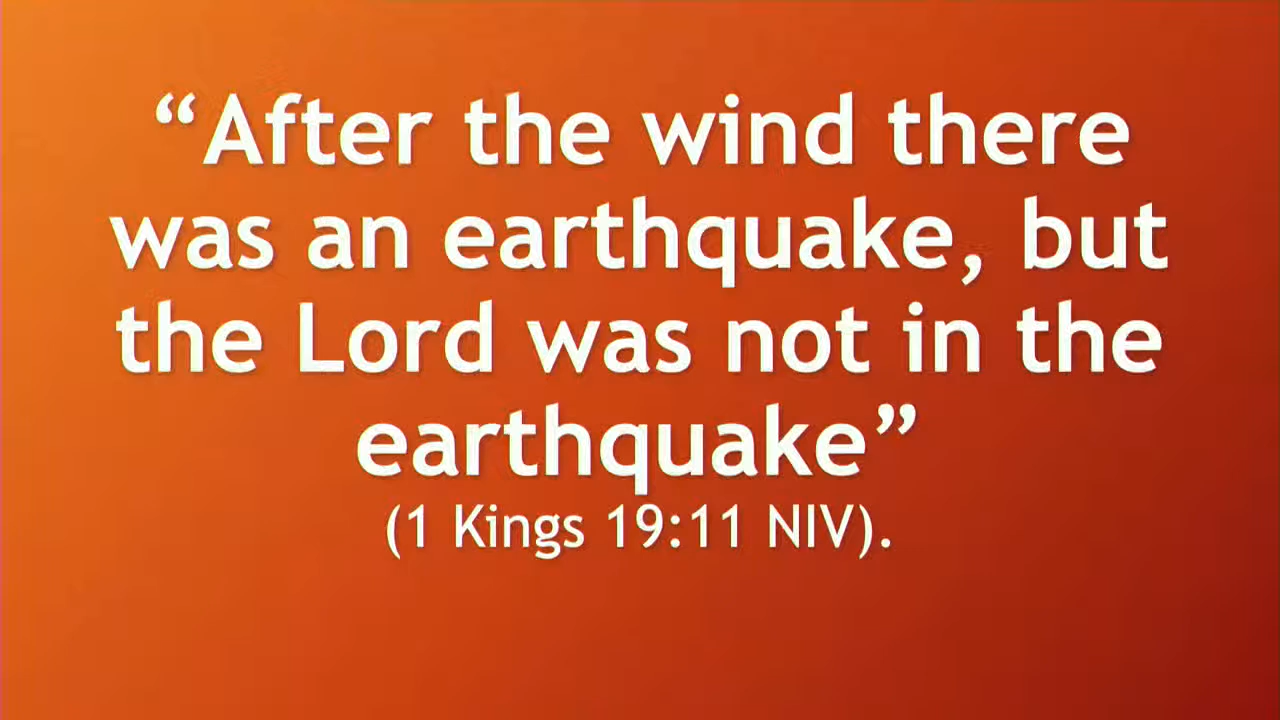 “After the wind there
was an earthquake, but
the Lord was not in the
earthquake”
(1 Kings 19:11 NIV).